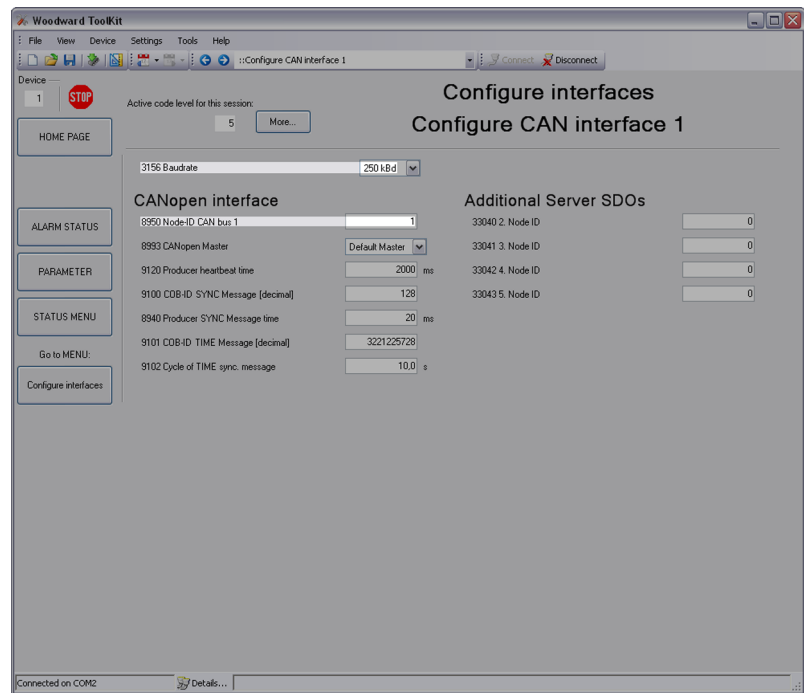 Woodward ToolKit
File View Device Settings Tools Help
::Configure CAN interface 1 Connect Disconnect
Device
1 STOP
Active code level for this session:
5 More...
Configure interfaces
Configure CAN interface 1
HOME PAGE
3156 Baudrate 250 kBd
CANopen interface
8950 Node-ID CAN bus 1 1
8993 CANopen Master Default Master
9120 Producer heartbeat time 2000 ms
9100 COB-ID SYNC Message [decimal] 128
8940 Producer SYNC Message time 20 ms
9101 COB-ID TIME Message [decimal] 3221225728
9102 Cycle of TIME sync. message 10,0 s
Additional Server SDOs
33040 2. Node ID 0
33041 3. Node ID 0
33042 4. Node ID 0
33043 5. Node ID 0
ALARM STATUS
PARAMETER
STATUS MENU
Go to MENU:
Configure interfaces
Connected on COM2 Details...